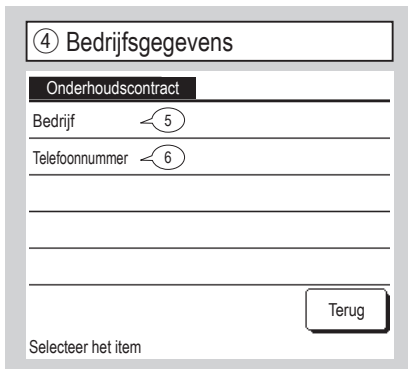 ④ Bedrijfsgegevens
Onderhoudscontract
Bedrijf 5
Telefoonnummer 6
Terug
Selecteer het item